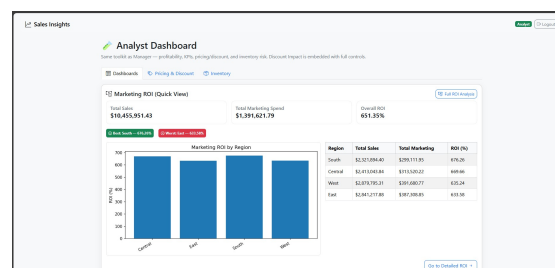 Sales Insights
Analyst
Logout
Analyst Dashboard
Same toolkit as Manager — profitability, KPIs, pricing/discount, and inventory risk. Discount Impact is embedded with full controls.
Dashboards
Pricing & Discount
Inventory
Marketing ROI (Quick View)
Full ROI Analysis
Total Sales
$10,455,951.43
Total Marketing Spend
$1,391,621.79
Overall ROI
651.35%
Best: South — 676.26%
Worst: East — 633.58%
Marketing ROI by Region
ROI (%)
700
600
500
400
300
200
100
0
Central
East
South
West
Region Total Sales Total Marketing ROI (%)
South $2,321,894.40 $299,111.95 676.26
Central $2,413,043.84 $313,520.22 669.66
West $2,879,795.31 $391,680.77 635.24
East $2,841,217.88 $387,308.85 633.58
Go to Detailed ROI